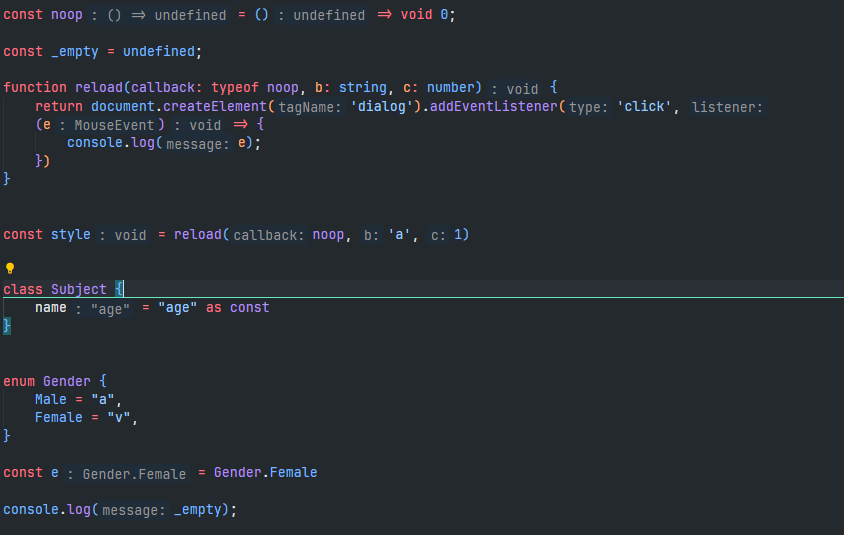 const noop : () => undefined = () : undefined => void 0;
const _empty = undefined;
function reload(callback: typeof noop, b: string, c: number) : void {
return document.createElement( tagName: 'dialog').addEventListener( type: 'click', listener:
(e : MouseEvent ) : void => {
console.log( message: e);
})
}
const style : void = reload( callback: noop, b: 'a', c: 1)
class Subject {
name : "age" = "age" as const
}
enum Gender {
Male = "a",
Female = "v",
}
const e : Gender.Female = Gender.Female
console.log( message: _empty);